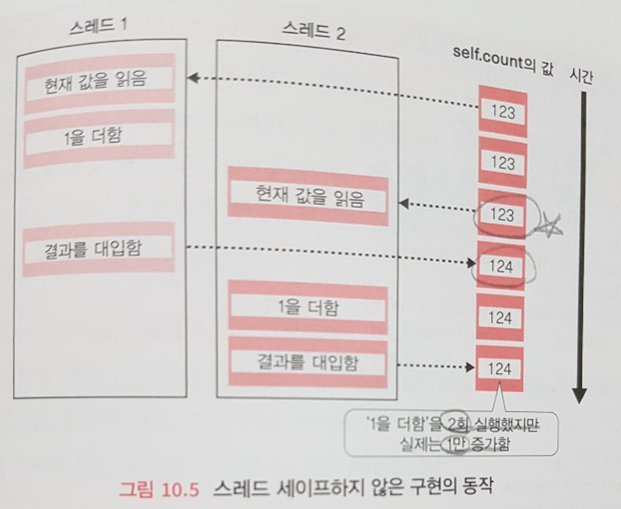 스레드 1
스레드 2
self.count의 값
시간
현재 값을 읽음
123
1을 더함
123
현재 값을 읽음
123
결과를 대입함
124
1을 더함
124
결과를 대입함
124
'1을 더함'을 2회 실행했지만
실제는 1만 증가함
그림 10.5 스레드 세이프하지 않은 구현의 동작